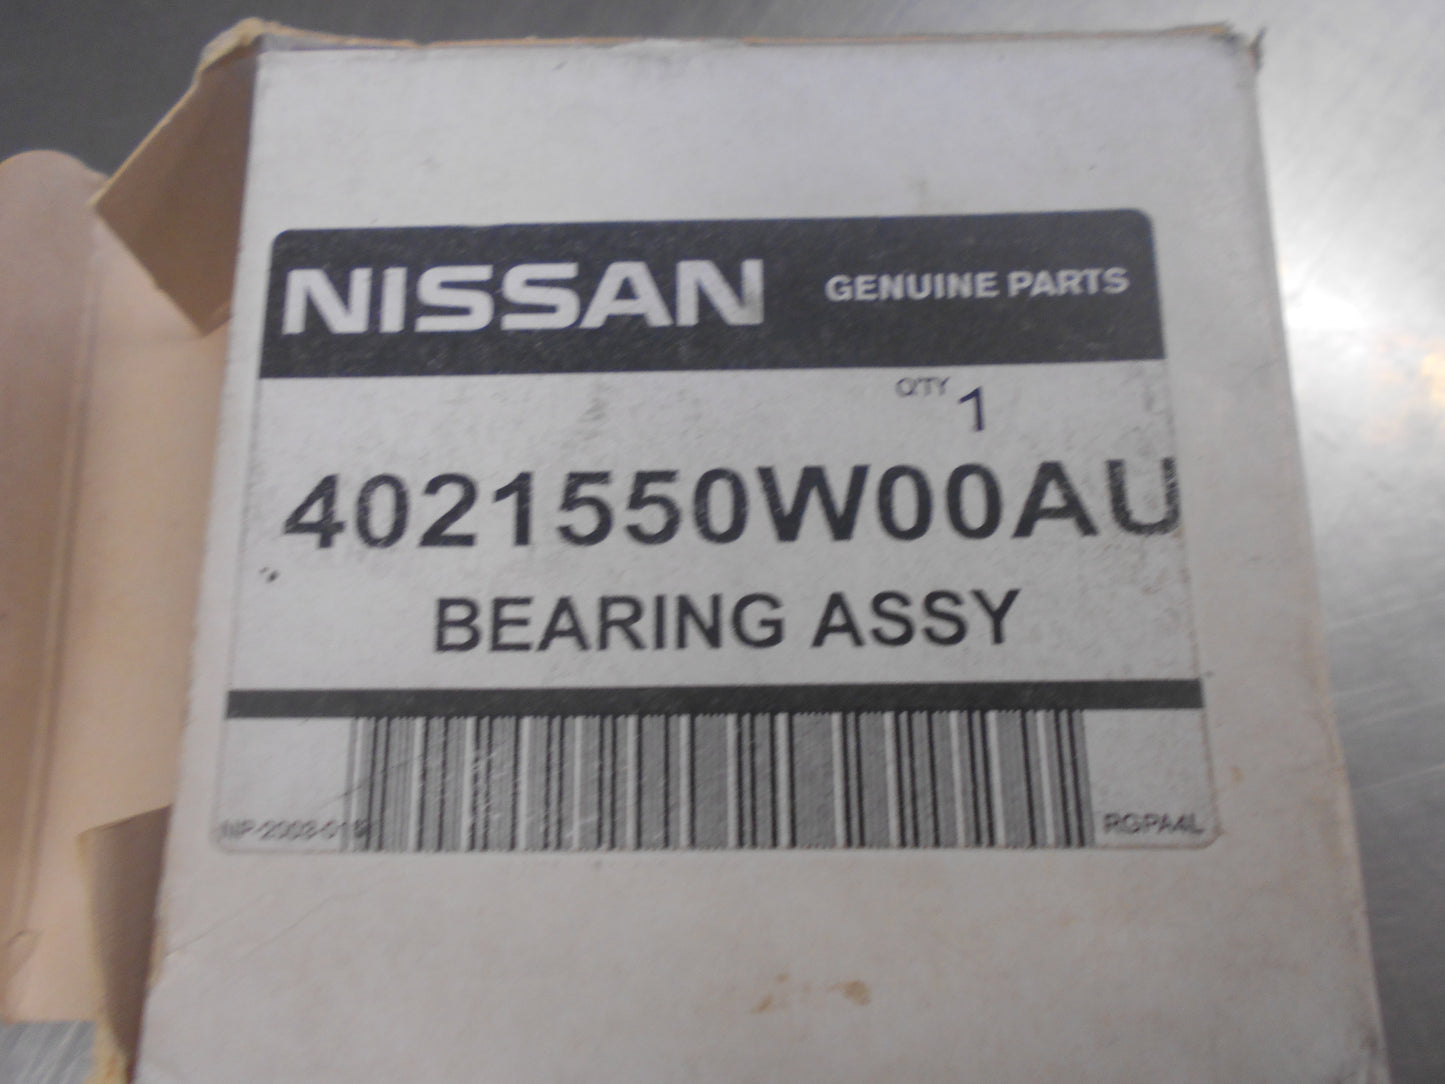 NISSAN GENUINE PARTS
Q'TY 1
4021550W00AU
BEARING ASSY
RGPA4L